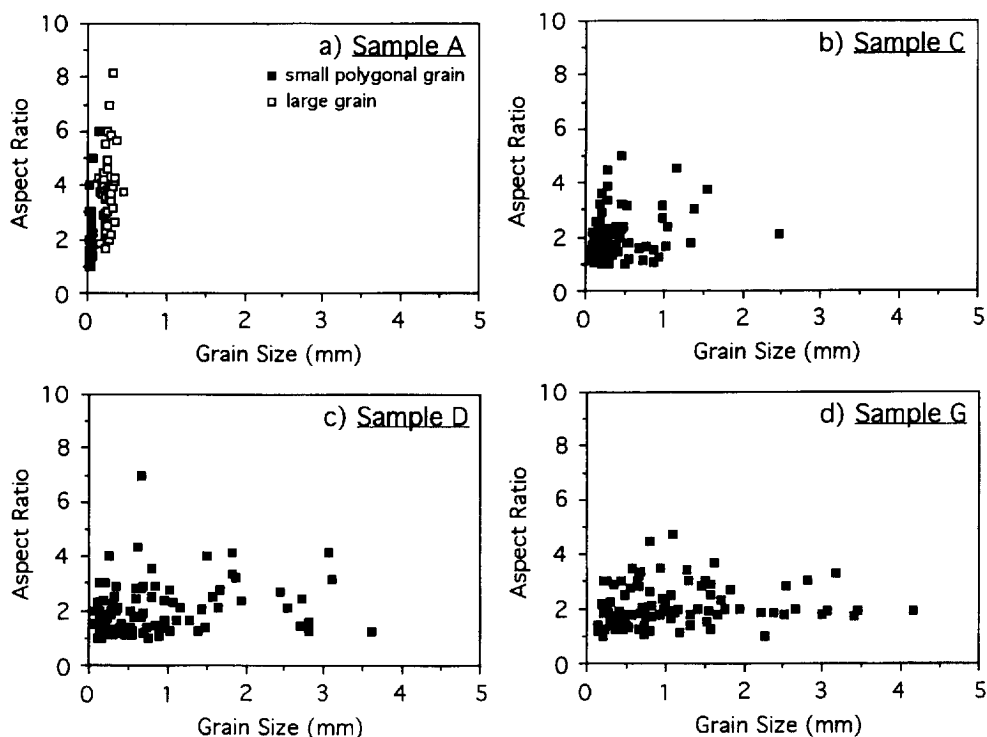 a) Sample A
small polygonal grain
large grain
Aspect Ratio
10
8
6
4
2
0
0 1 2 3 4 5
Grain Size (mm)
b) Sample C
Aspect Ratio
10
8
6
4
2
0
0 1 2 3 4 5
Grain Size (mm)
c) Sample D
Aspect Ratio
10
8
6
4
2
0
0 1 2 3 4 5
Grain Size (mm)
d) Sample G
Aspect Ratio
10
8
6
4
2
0
0 1 2 3 4 5
Grain Size (mm)